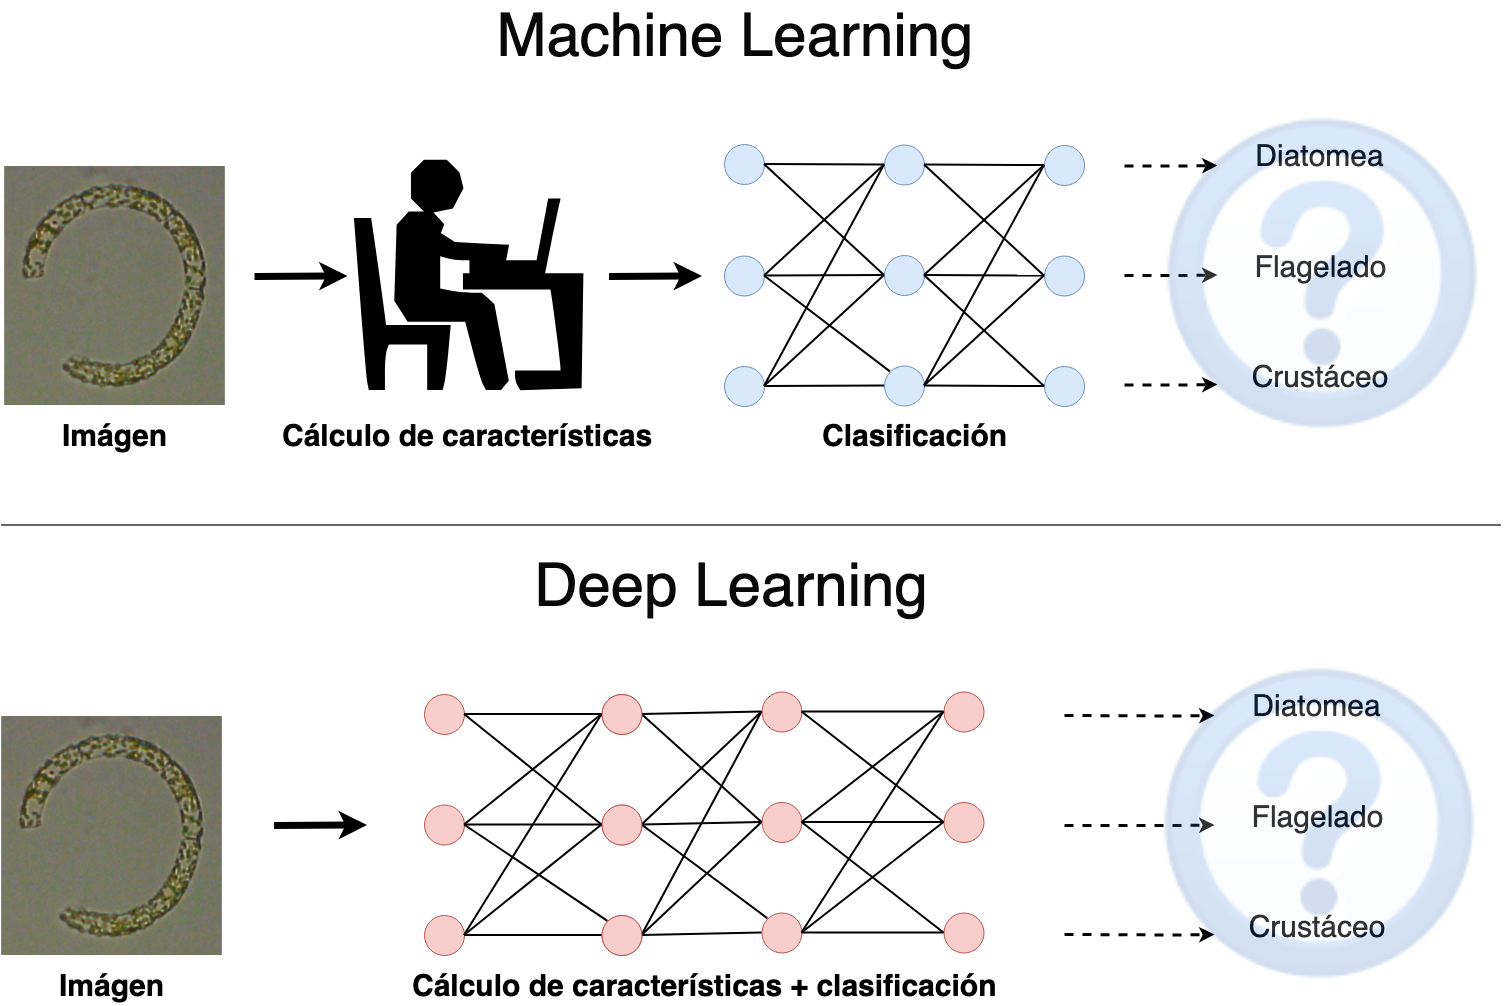 Machine Learning
Diatomea
Flagelado
Crustáceo
Imágen
Cálculo de características
Clasificación
Deep Learning
Diatomea
Flagelado
Crustáceo
Imágen
Cálculo de características + clasificación